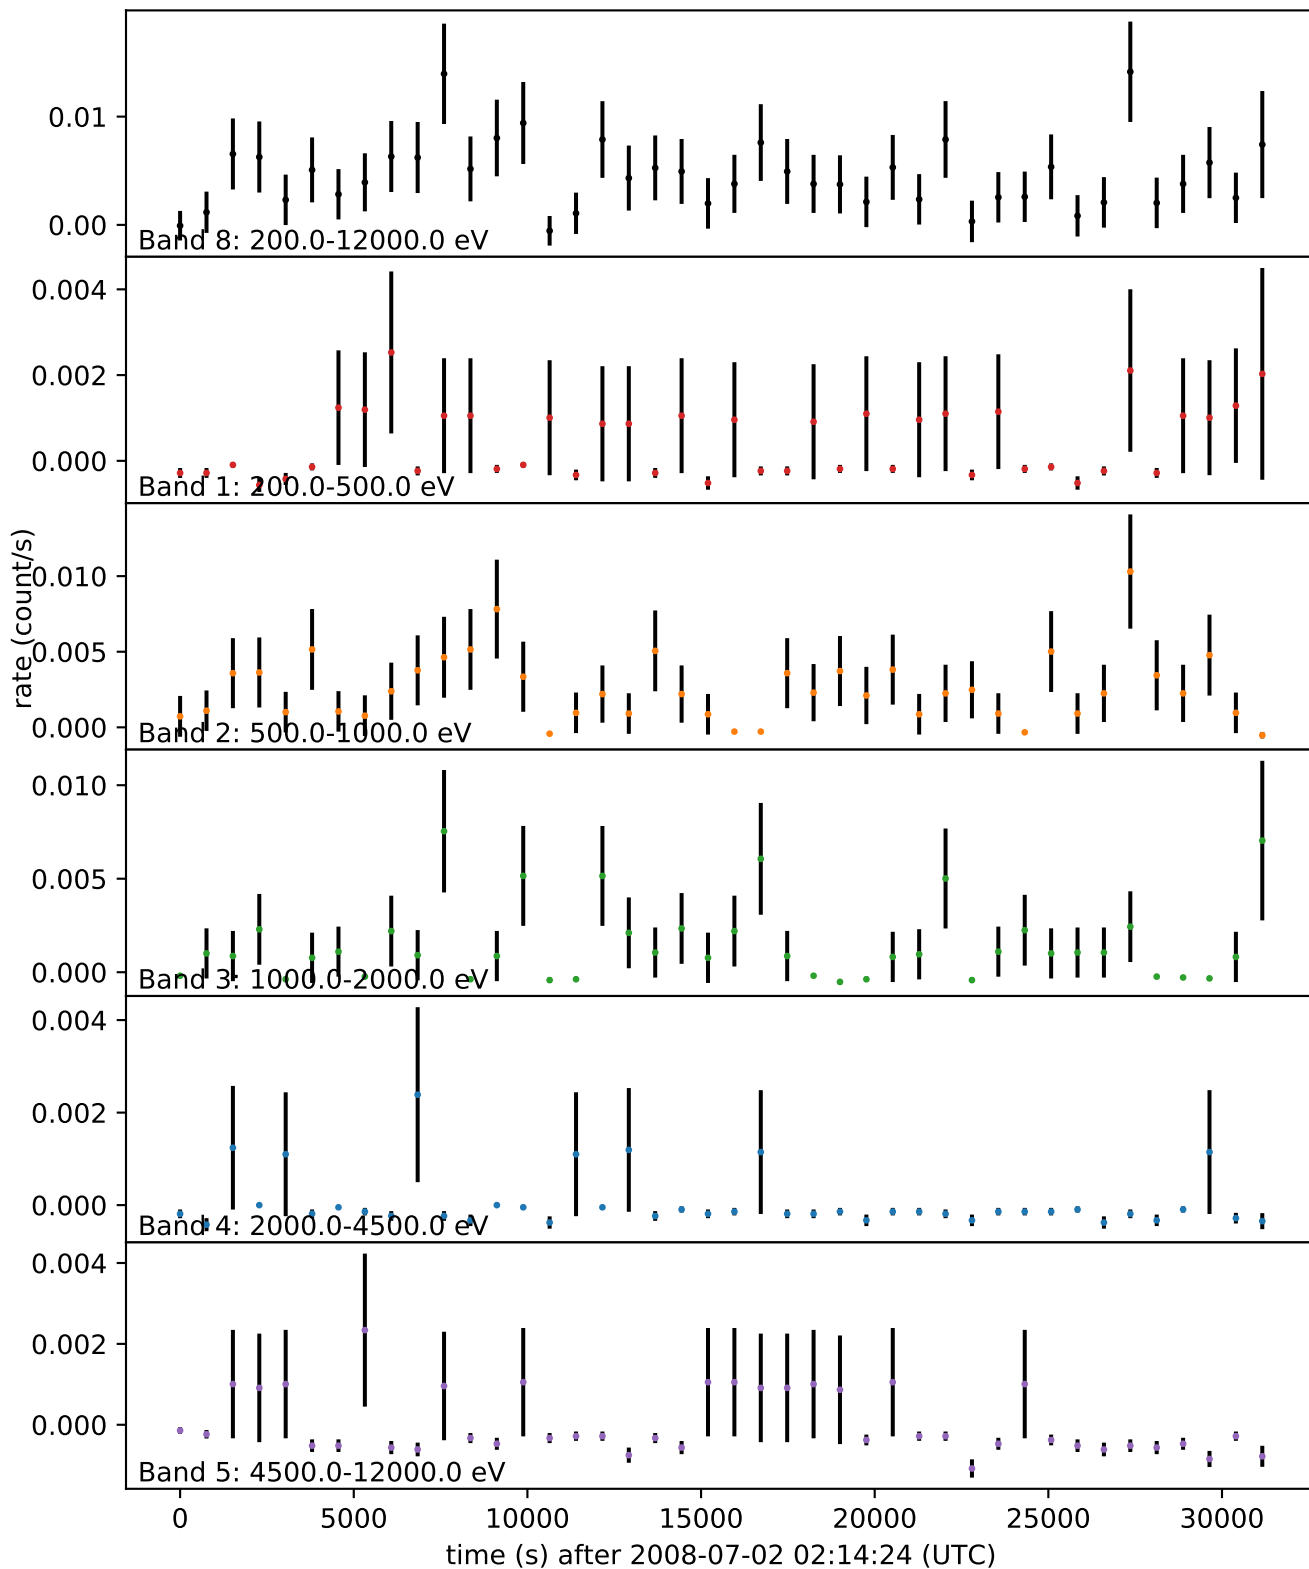 0.01
0.00
Band 8: 200.0-12000.0 eV
0.004
0.002
0.000
Band 1: 200.0-500.0 eV
rate (count/s)
0.010
0.005
0.000
Band 2: 500.0-1000.0 eV
0.010
0.005
0.000
Band 3: 1000.0-2000.0 eV
0.004
0.002
0.000
Band 4: 2000.0-4500.0 eV
0.004
0.002
0.000
Band 5: 4500.0-12000.0 eV
0 5000 10000 15000 20000 25000 30000
time (s) after 2008-07-02 02:14:24 (UTC)